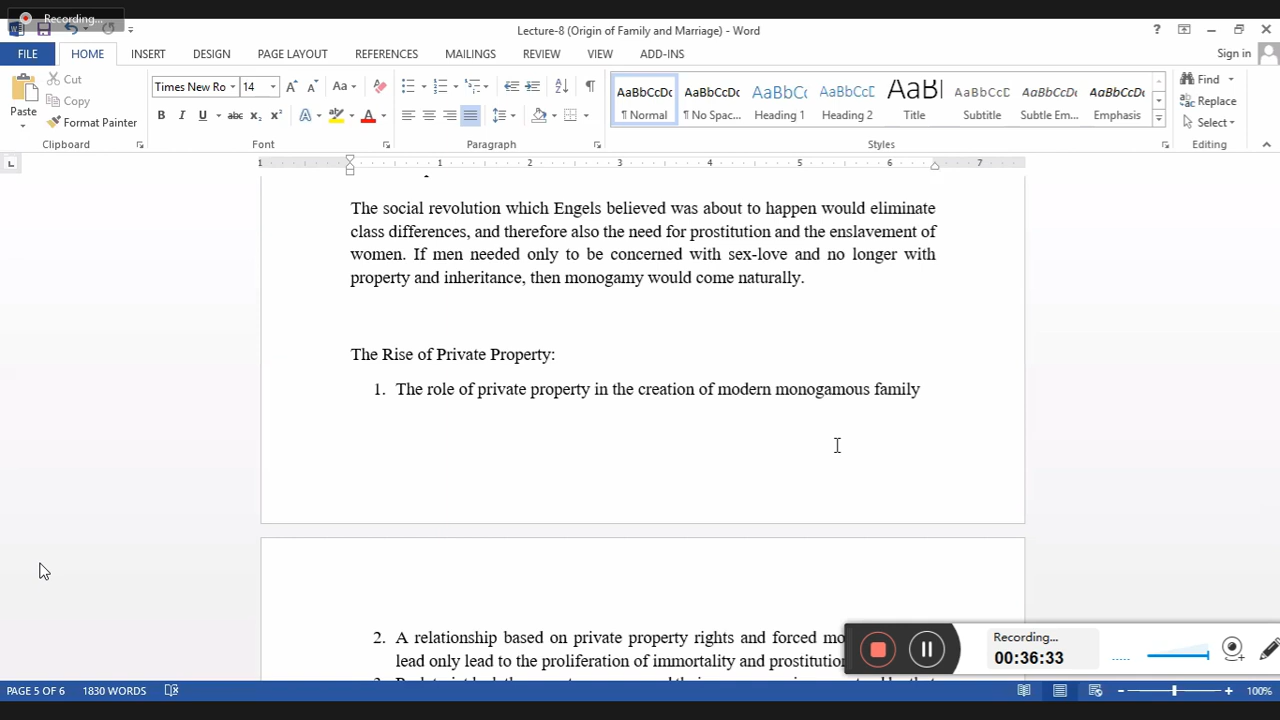 Recording...
Lecture-8 (Origin of Family and Marriage) - Word
Sign in
FILE HOME INSERT DESIGN PAGE LAYOUT REFERENCES MAILINGS REVIEW VIEW ADD-INS
Paste
Cut
Copy
Format Painter
Clipboard
Times New Ro 14
Font
Paragraph
AaBbCcDc AaBbCcDc AaBbCc AaBbCcD AaBl AaBbCcD AaBbCcDc AaBbCcDc
¶ Normal ¶ No Spac... Heading 1 Heading 2 Title Subtitle Subtle Em... Emphasis
Styles
Find
Replace
Select
Editing
1 1 2 3 4 5 6 7
The social revolution which Engels believed was about to happen would eliminate
class differences, and therefore also the need for prostitution and the enslavement of
women. If men needed only to be concerned with sex-love and no longer with
property and inheritance, then monogamy would come naturally.
The Rise of Private Property:
1. The role of private property in the creation of modern monogamous family
2. A relationship based on private property rights and forced
lead only lead to the proliferation of immortality and prostitution
Recording...
00:36:33
PAGE 5 OF 6 1830 WORDS
100%